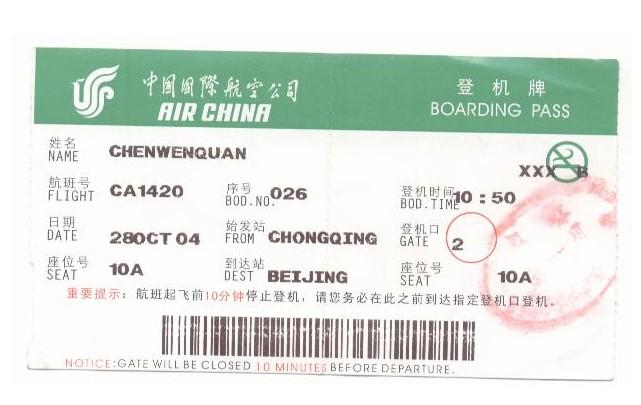 中国国際航空公司
AIR CHINA
登机牌
BOARDING PASS
姓名
NAME CHENWENQUAN
XXX B
航班号
FLIGHT CA1420 序号
BOD.NO. 026 登机时间
BOD.TIME 10:50
日期
DATE 28OCT04 始发站
FROM CHONGQING 登机口
GATE 2
座位号
SEAT 10A 到达站
DEST BEIJING 座位号
SEAT 10A
重要提示:航班起飞前10分钟停止登机,请您务必在此之前到达指定登机口登机。
NOTICE:GATE WILL BE CLOSED 10 MINUTES BEFORE DEPARTURE.